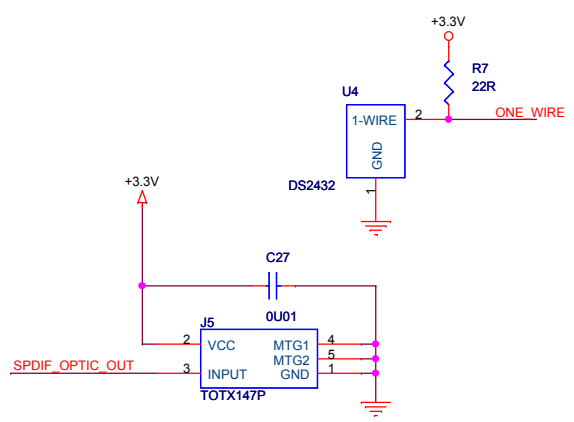 +3.3V
R7
22R
U4
1-WIRE
2
ONE_WIRE
GND
DS2432
1
+3.3V
C27
0U01
J5
2
VCC
MTG1
4
MTG2
5
SPDIF_OPTIC_OUT
3
INPUT
GND
1
TOTX147P